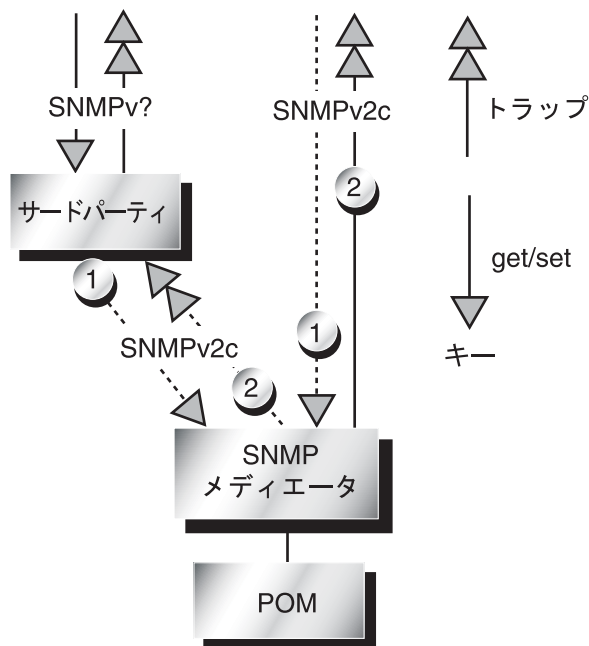 SNMPv?
SNMPv2c
トラップ
2
サードパーティ
get/set
1
1
SNMPv2c
キー
2
SNMP
メディエータ
POM